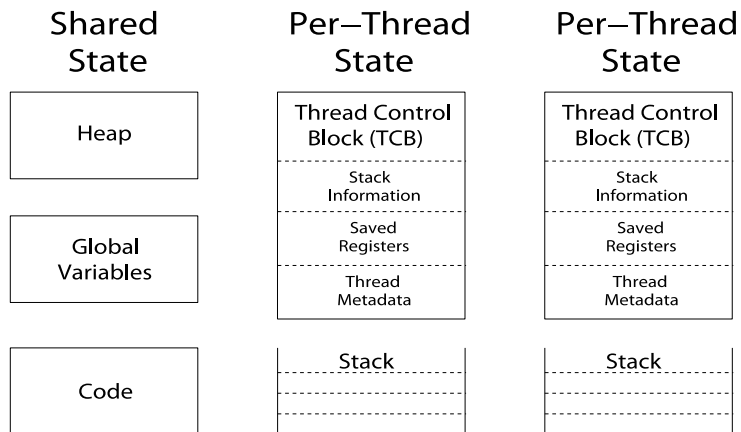 Shared
State
Heap
Global
Variables
Code
Per–Thread
State
Thread Control
Block (TCB)
Stack
Information
Saved
Registers
Thread
Metadata
Stack
Per–Thread
State
Thread Control
Block (TCB)
Stack
Information
Saved
Registers
Thread
Metadata
Stack